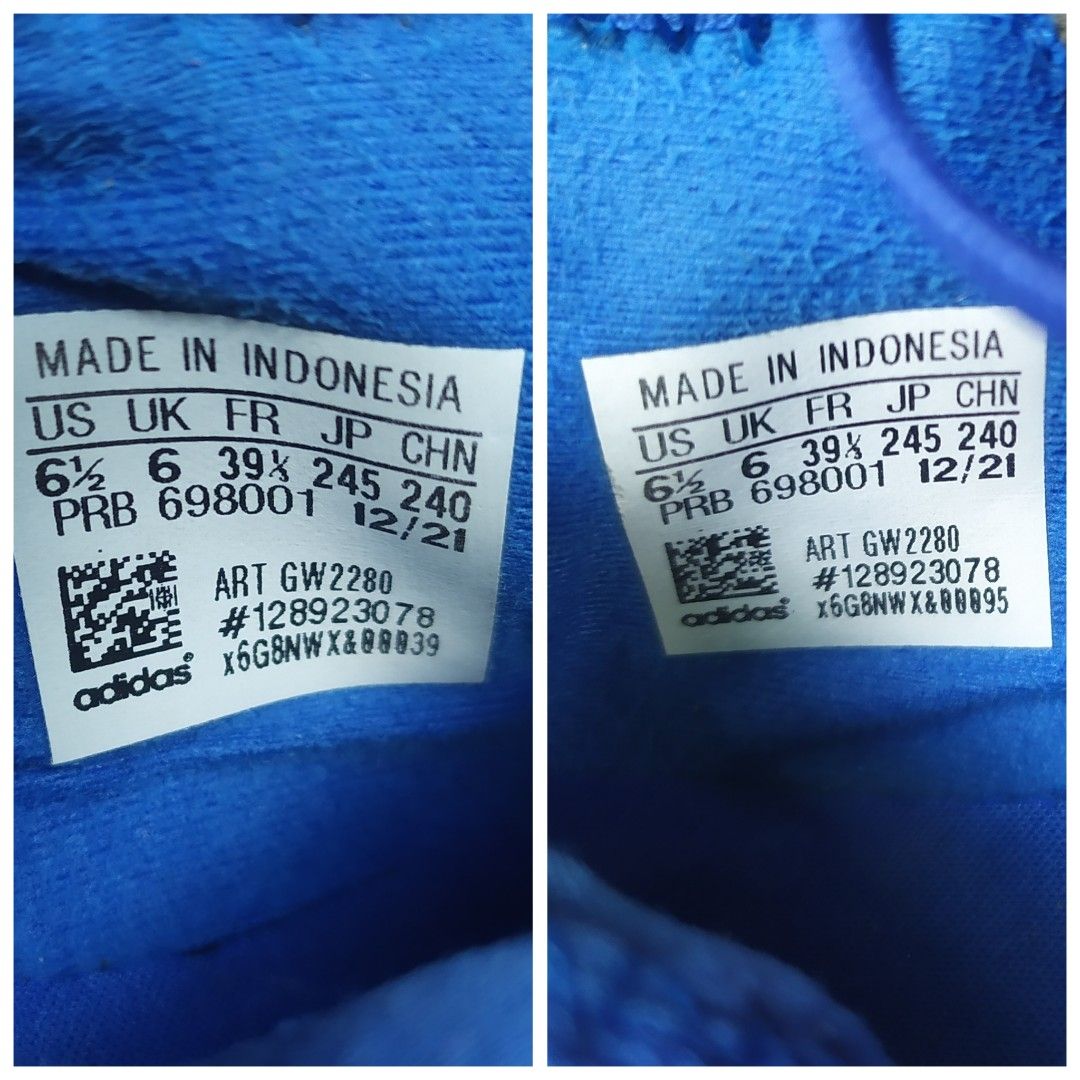 MADE IN INDONESIA
US UK FR JP CHN
6½ 6 39⅓ 245 240
PRB 698001 12/21
ART GW2280
#128923078
x6G8NWX&00039
adidas®
MADE IN INDONESIA
US UK FR JP CHN
6½ 6 39⅓ 245 240
PRB 698001 12/21
ART GW2280
#128923078
x6G8NWX&00095
adidas®